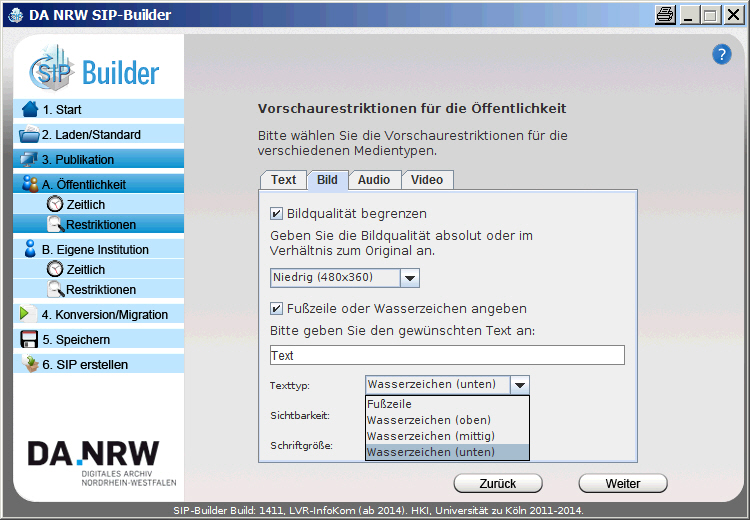 DA NRW SIP-Builder
?
SIP Builder
1. Start
2. Laden/Standard
3. Publikation
A. Öffentlichkeit
Zeitlich
Restriktionen
B. Eigene Institution
Zeitlich
Restriktionen
4. Konversion/Migration
5. Speichern
6. SIP erstellen
DA.NRW
DIGITALES ARCHIV
NORDRHEIN-WESTFALEN
Vorschaurestriktionen für die Öffentlichkeit
Bitte wählen Sie die Vorschaurestriktionen für die
verschiedenen Medientypen.
Text Bild Audio Video
Bildqualität begrenzen
Geben Sie die Bildqualität absolut oder im
Verhältnis zum Original an.
Niedrig (480x360)
Fußzeile oder Wasserzeichen angeben
Bitte geben Sie den gewünschten Text an:
Text
Texttyp: Wasserzeichen (unten)
Fußzeile
Sichtbarkeit: Wasserzeichen (oben)
Wasserzeichen (mittig)
Schriftgröße: Wasserzeichen (unten)
Zurück Weiter
SIP-Builder Build: 1411, LVR-InfoKom (ab 2014). HKI, Universität zu Köln 2011-2014.